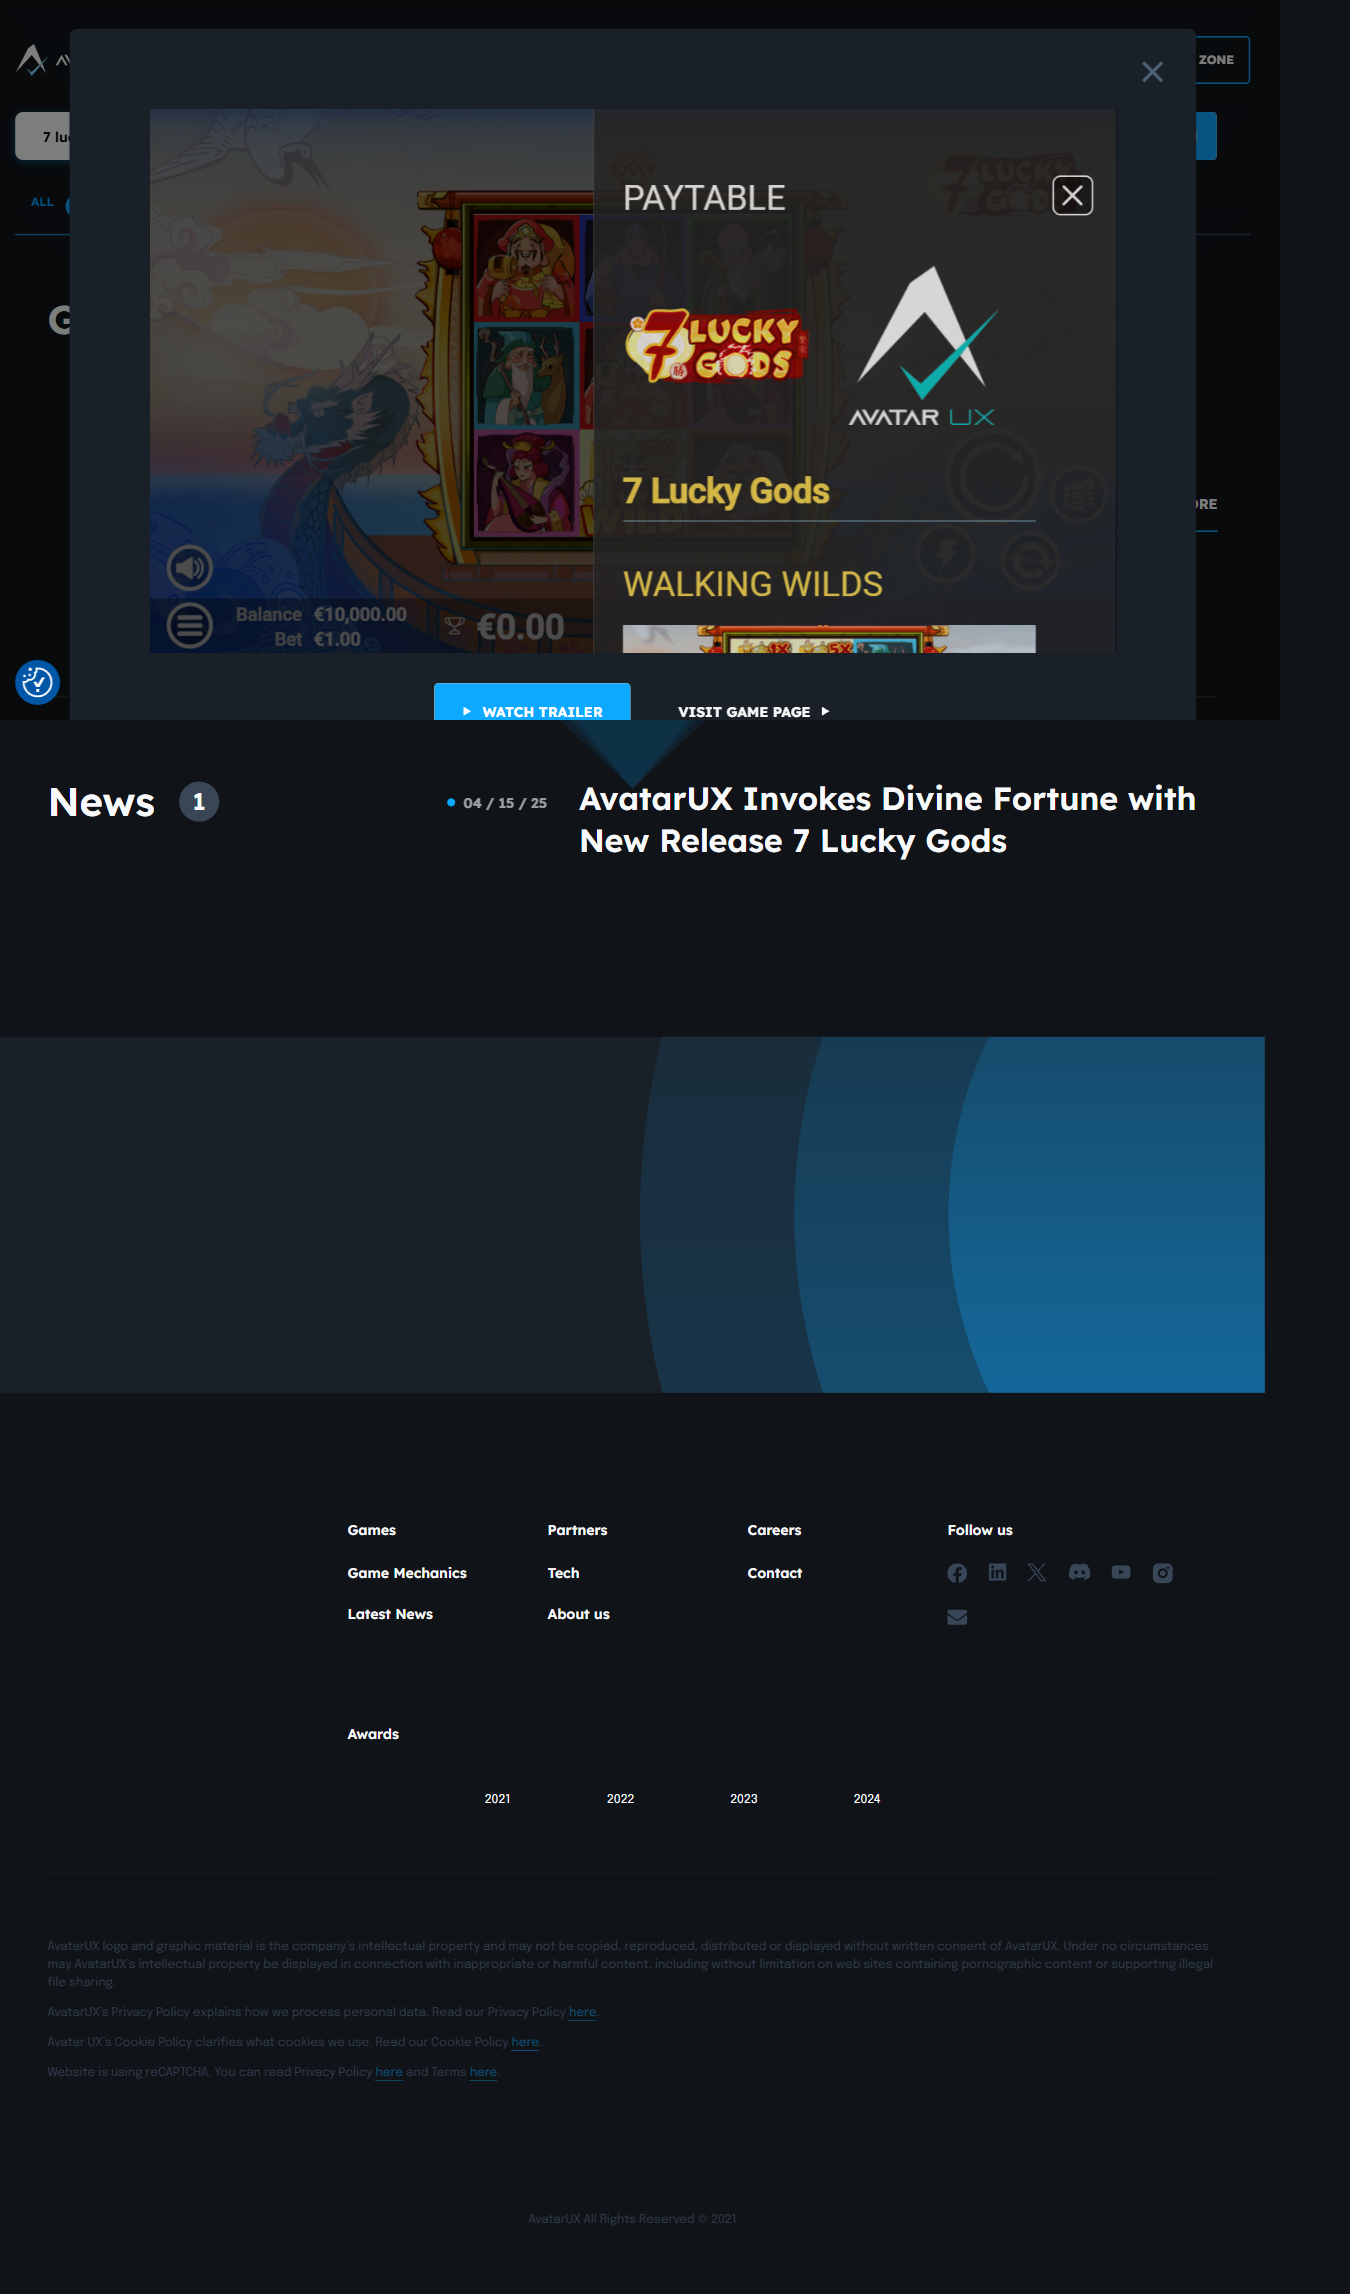 ZONE
7 luc
ALL
PAYTABLE
7 LUCKY GODS
AVATAR UX
7 Lucky Gods
WALKING WILDS
1X 5X
WILD
Balance €10,000.00
Bet €1.00
€0.00
ORE
G
WATCH TRAILER
VISIT GAME PAGE
News 1
04 / 15 / 25
AvatarUX Invokes Divine Fortune with
New Release 7 Lucky Gods
Games
Partners
Careers
Follow us
Game Mechanics
Tech
Contact
Latest News
About us
Awards
2021
2022
2023
2024
AvatarUX logo and graphic material is the company's intellectual property and may not be copied, reproduced, distributed or displayed without written consent of AvatarUX. Under no circumstances
may AvatarUX's intellectual property be displayed in connection with inappropriate or harmful content, including without limitation on web sites containing pornographic content or supporting illegal
file sharing.
AvatarUX's Privacy Policy explains how we process personal data. Read our Privacy Policy here.
Avatar UX's Cookie Policy clarifies what cookies we use. Read our Cookie Policy here.
Website is using reCAPTCHA. You can read Privacy Policy here and Terms here.
AvatarUX All Rights Reserved © 2021